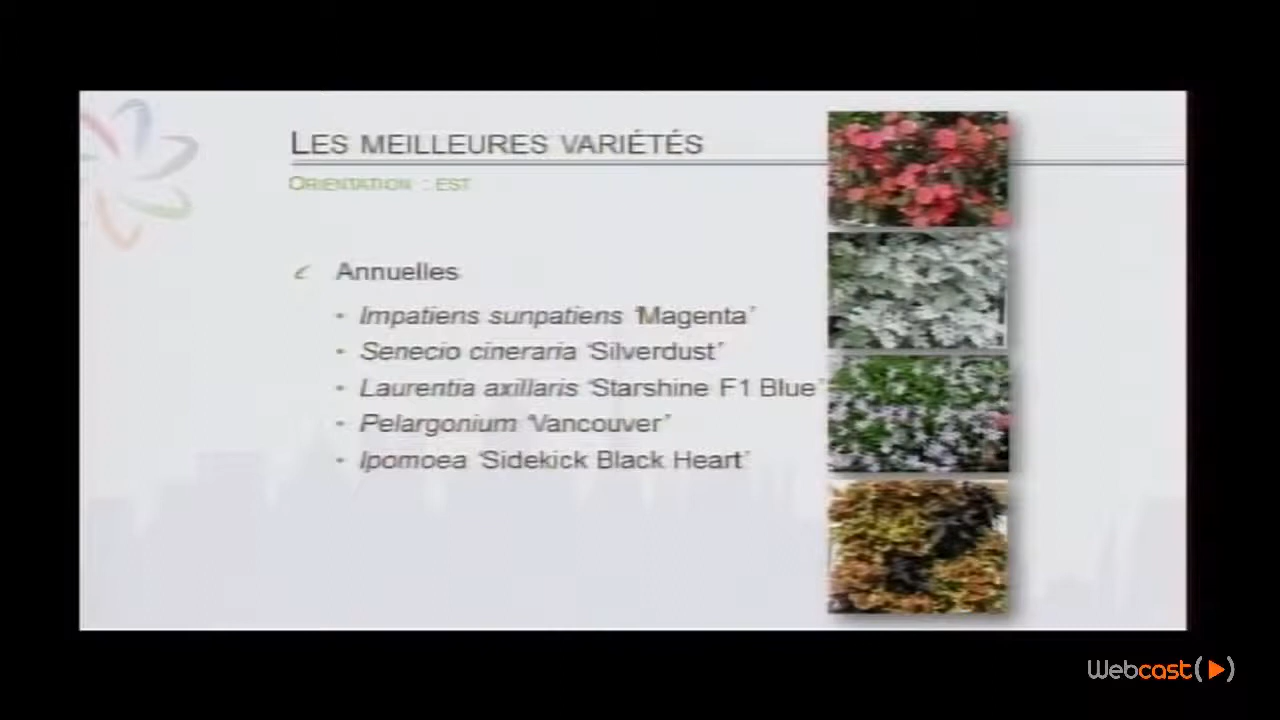 LES MEILLEURES VARIÉTÉS
ORIENTATION : EST
Annuelles
• Impatiens sunpatiens ‘Magenta’
• Senecio cineraria ‘Silverdust’
• Laurentia axillaris ‘Starshine F1 Blue’
• Pelargonium ‘Vancouver’
• Ipomoea ‘Sidekick Black Heart’
Webcast